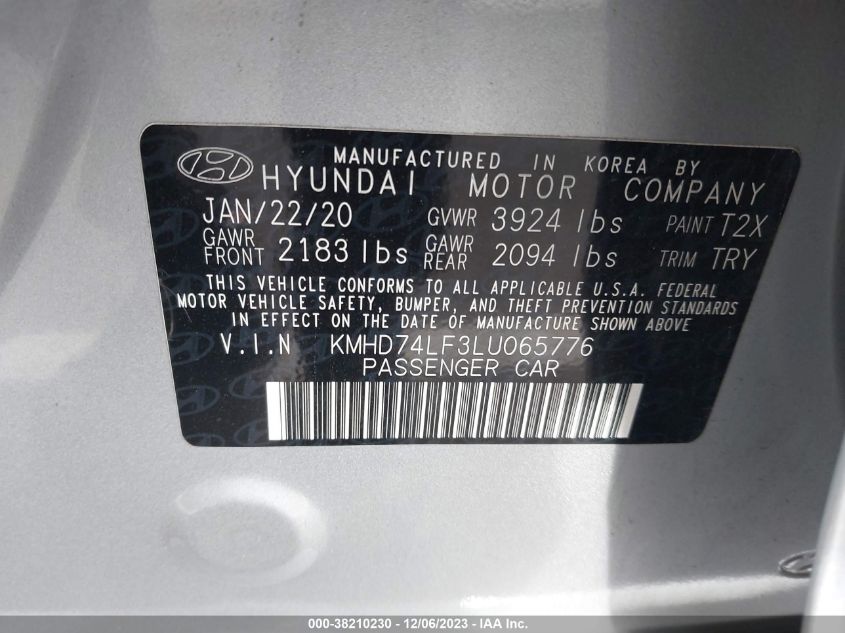 MANUFACTURED IN KOREA BY
HYUNDAI MOTOR COMPANY
JAN/22/20 GVWR 3924 lbs PAINT T2X
GAWR FRONT 2183 lbs GAWR REAR 2094 lbs TRIM TRY
THIS VEHICLE CONFORMS TO ALL APPLICABLE U.S.A. FEDERAL
MOTOR VEHICLE SAFETY, BUMPER, AND THEFT PREVENTION STANDARDS
IN EFFECT ON THE DATE OF MANUFACTURE SHOWN ABOVE
V.I.N KMHD74LF3LU065776
PASSENGER CAR
000-38210230 - 12/06/2023 - IAA Inc.